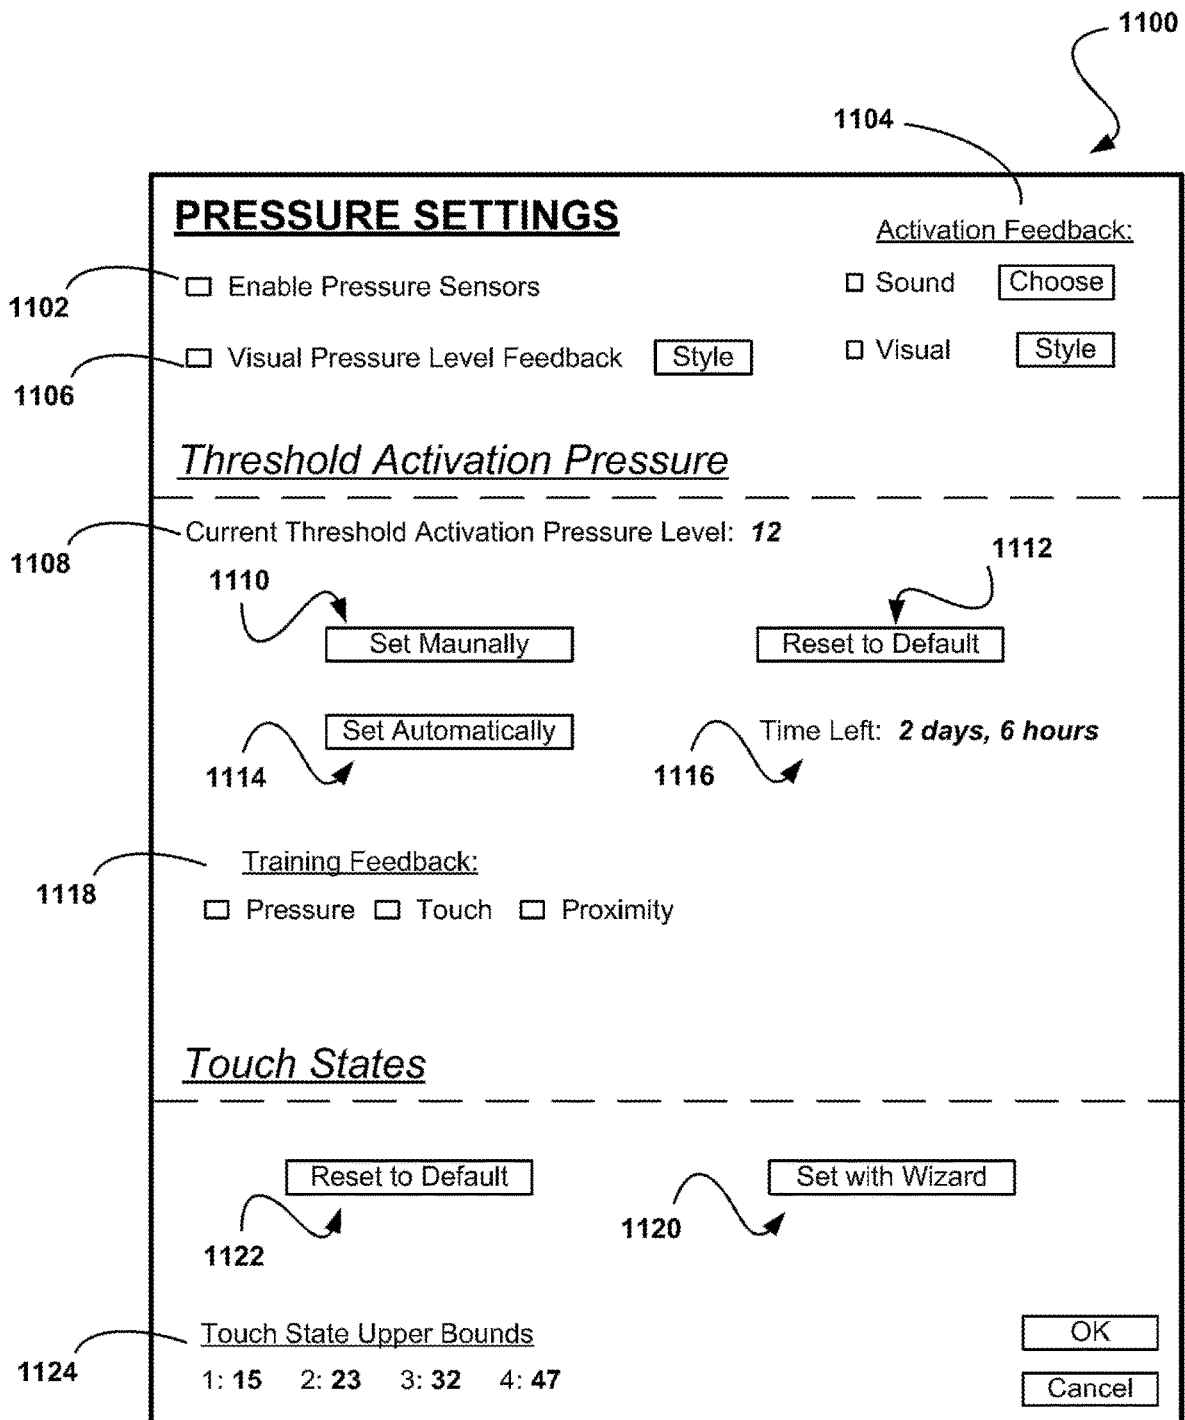 1100
1104
PRESSURE SETTINGS
Activation Feedback:
1102
Enable Pressure Sensors
Sound Choose
1106
Visual Pressure Level Feedback Style
Visual Style
Threshold Activation Pressure
1108
Current Threshold Activation Pressure Level: 12
1110
1112
Set Maunally
Reset to Default
Set Automatically
Time Left: 2 days, 6 hours
1114
1116
1118
Training Feedback:
Pressure Touch Proximity
Touch States
Reset to Default
Set with Wizard
1122
1120
1124
Touch State Upper Bounds
OK
1: 15 2: 23 3: 32 4: 47
Cancel